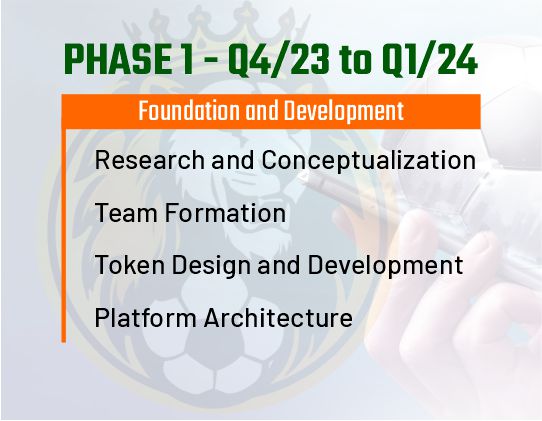 PHASE 1 - Q4/23 to Q1/24
Foundation and Development
Research and Conceptualization
Team Formation
Token Design and Development
Platform Architecture